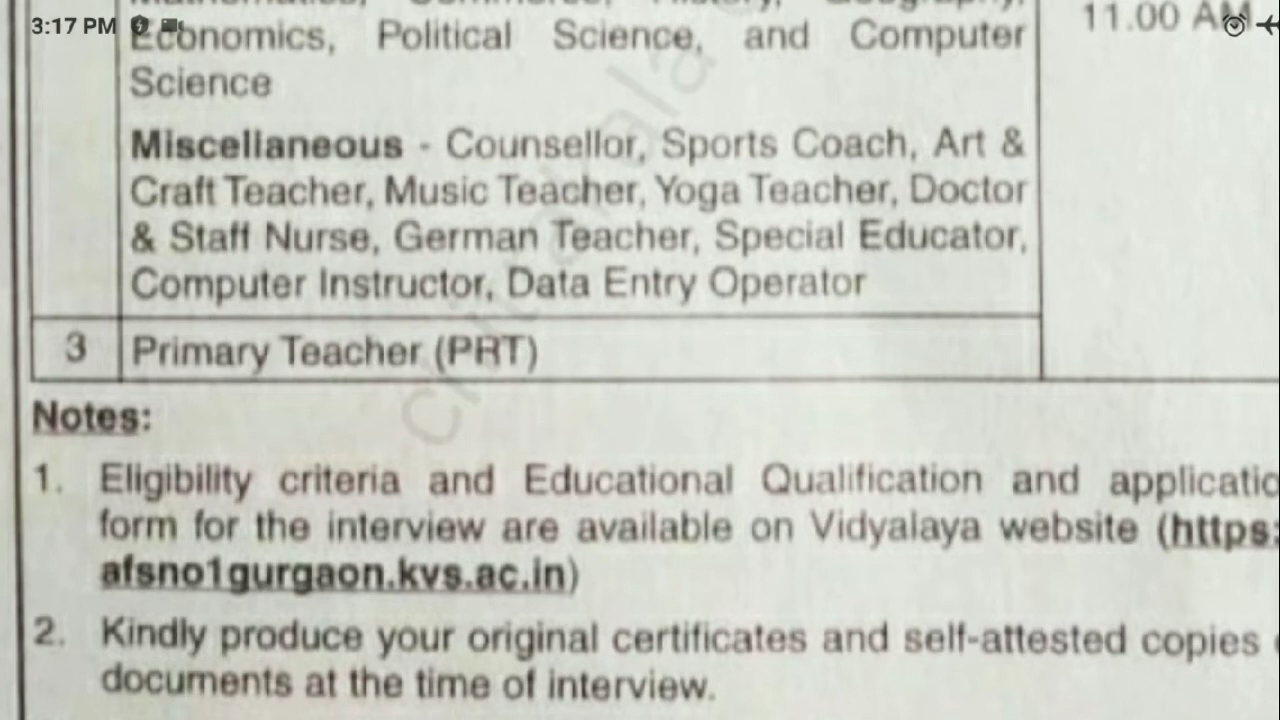 3:17 PM
11.00 AM
Economics, Political Science, and Computer
Science
Miscellaneous - Counsellor, Sports Coach, Art &
Craft Teacher, Music Teacher, Yoga Teacher, Doctor
& Staff Nurse, German Teacher, Special Educator,
Computer Instructor, Data Entry Operator
3 Primary Teacher (PRT)
Notes:
1. Eligibility criteria and Educational Qualification and applicatio
form for the interview are available on Vidyalaya website (https:
afsno1gurgaon.kvs.ac.in)
2. Kindly produce your original certificates and self-attested copies
documents at the time of interview.